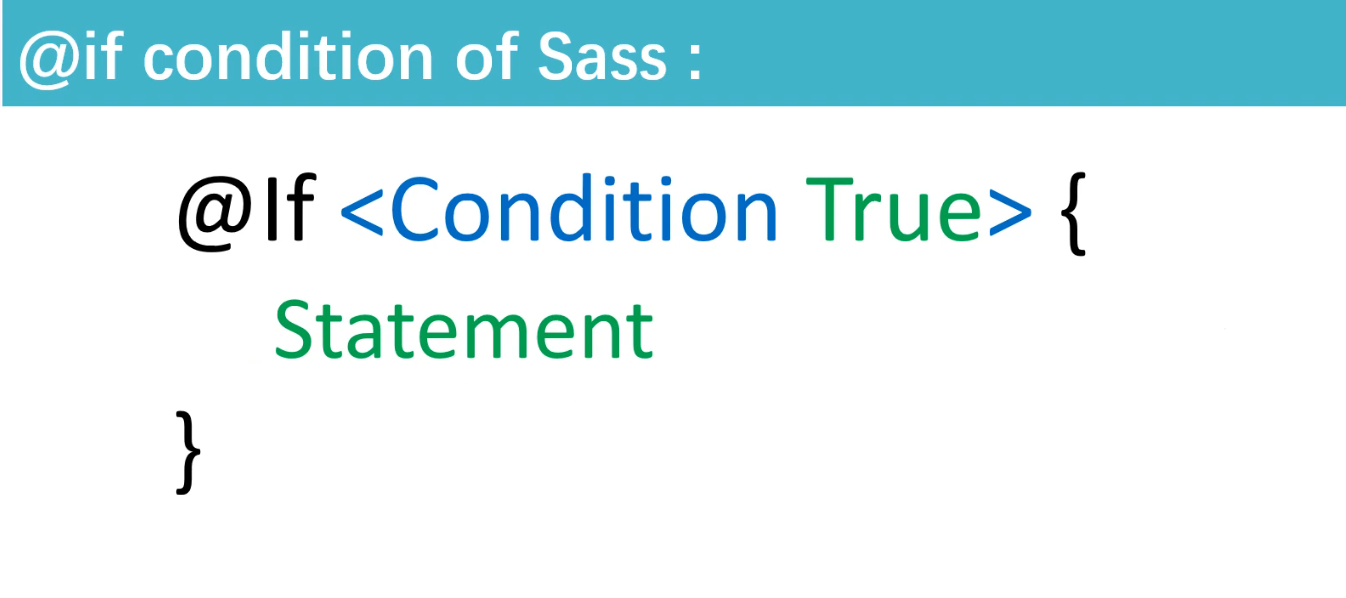 @if condition of Sass :
@If <Condition True> {
Statement
}